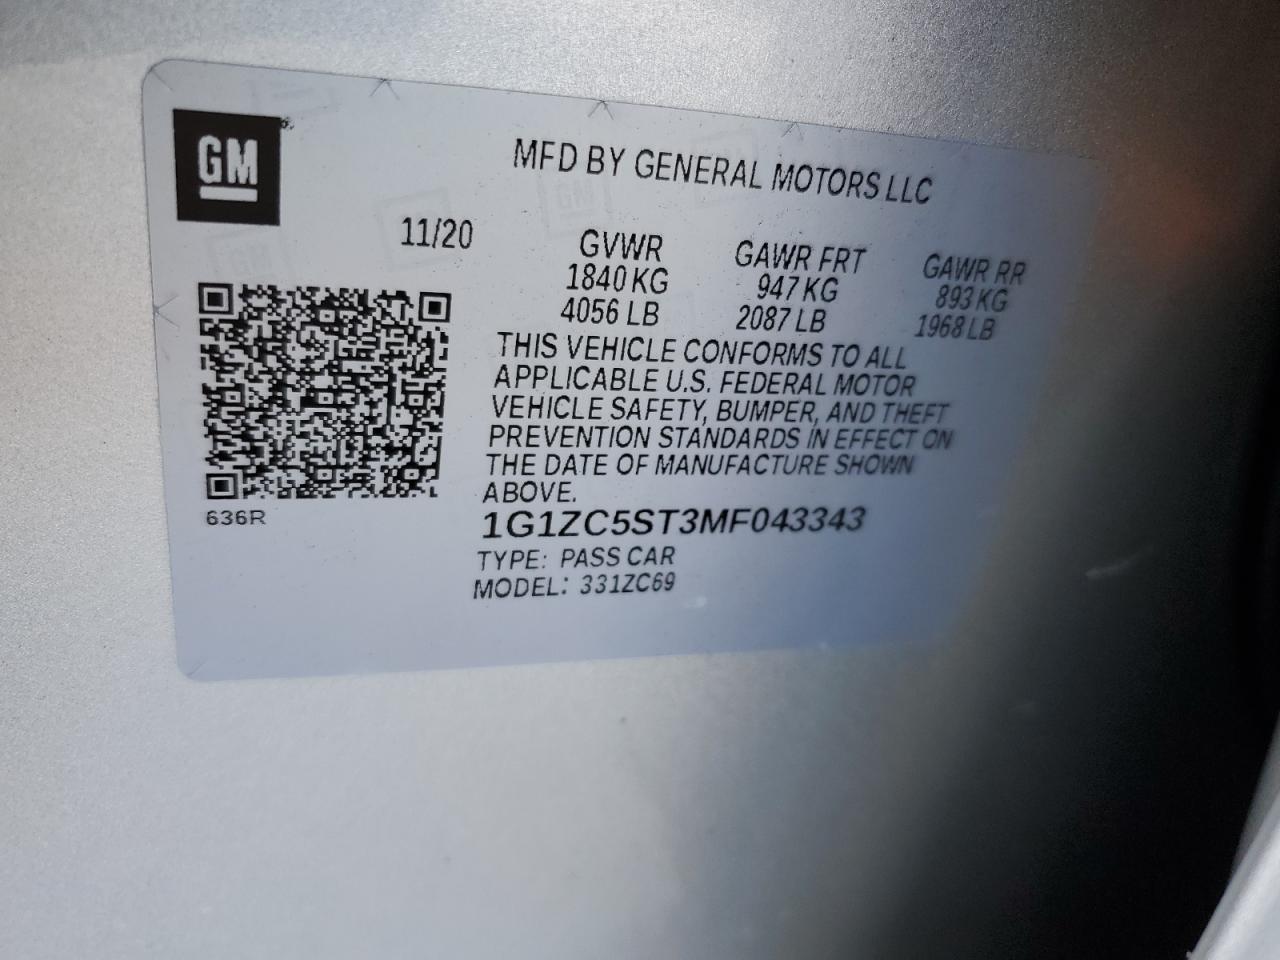 GM
MFD BY GENERAL MOTORS LLC
11/20
GVWR GAWR FRT GAWR RR
1840 KG 947 KG 893 KG
4056 LB 2087 LB 1968 LB
THIS VEHICLE CONFORMS TO ALL
APPLICABLE U.S. FEDERAL MOTOR
VEHICLE SAFETY, BUMPER, AND THEFT
PREVENTION STANDARDS IN EFFECT ON
THE DATE OF MANUFACTURE SHOWN
ABOVE.
636R
1G1ZC5ST3MF043343
TYPE: PASS CAR
MODEL: 331ZC69